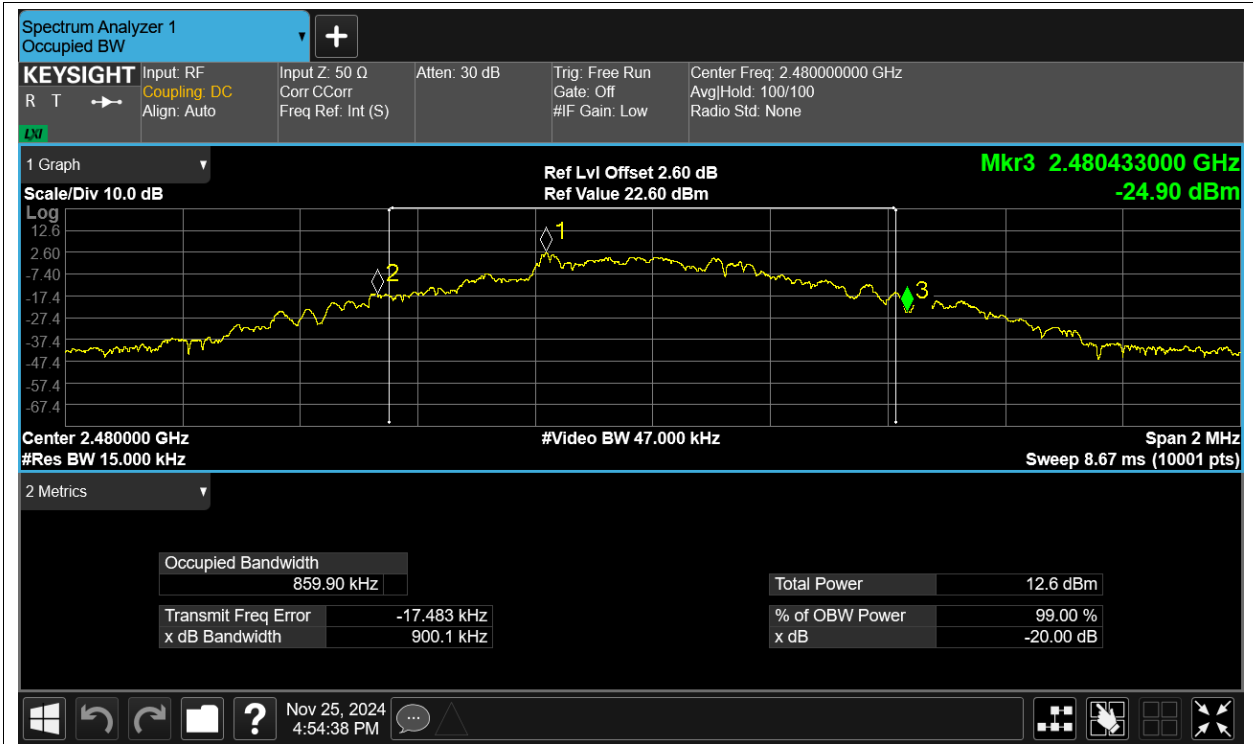 Spectrum Analyzer 1
Occupied BW
KEYSIGHT
R T
LXI
Input: RF
Coupling: DC
Align: Auto
Input Z: 50 Ω
Corr CCorr
Freq Ref: Int (S)
Atten: 30 dB
Trig: Free Run
Gate: Off
#IF Gain: Low
Center Freq: 2.480000000 GHz
Avg|Hold: 100/100
Radio Std: None
1 Graph
Scale/Div 10.0 dB
Ref Lvl Offset 2.60 dB
Ref Value 22.60 dBm
Mkr3 2.480433000 GHz
-24.90 dBm
Log
12.6
2.60
-7.40
-17.4
-27.4
-37.4
-47.4
-57.4
-67.4
1
2
3
Center 2.480000 GHz
#Video BW 47.000 kHz
Span 2 MHz
#Res BW 15.000 kHz
Sweep 8.67 ms (10001 pts)
2 Metrics
Occupied Bandwidth
859.90 kHz
Transmit Freq Error -17.483 kHz
x dB Bandwidth 900.1 kHz
Total Power 12.6 dBm
% of OBW Power 99.00 %
x dB -20.00 dB
?
Nov 25, 2024
4:54:38 PM